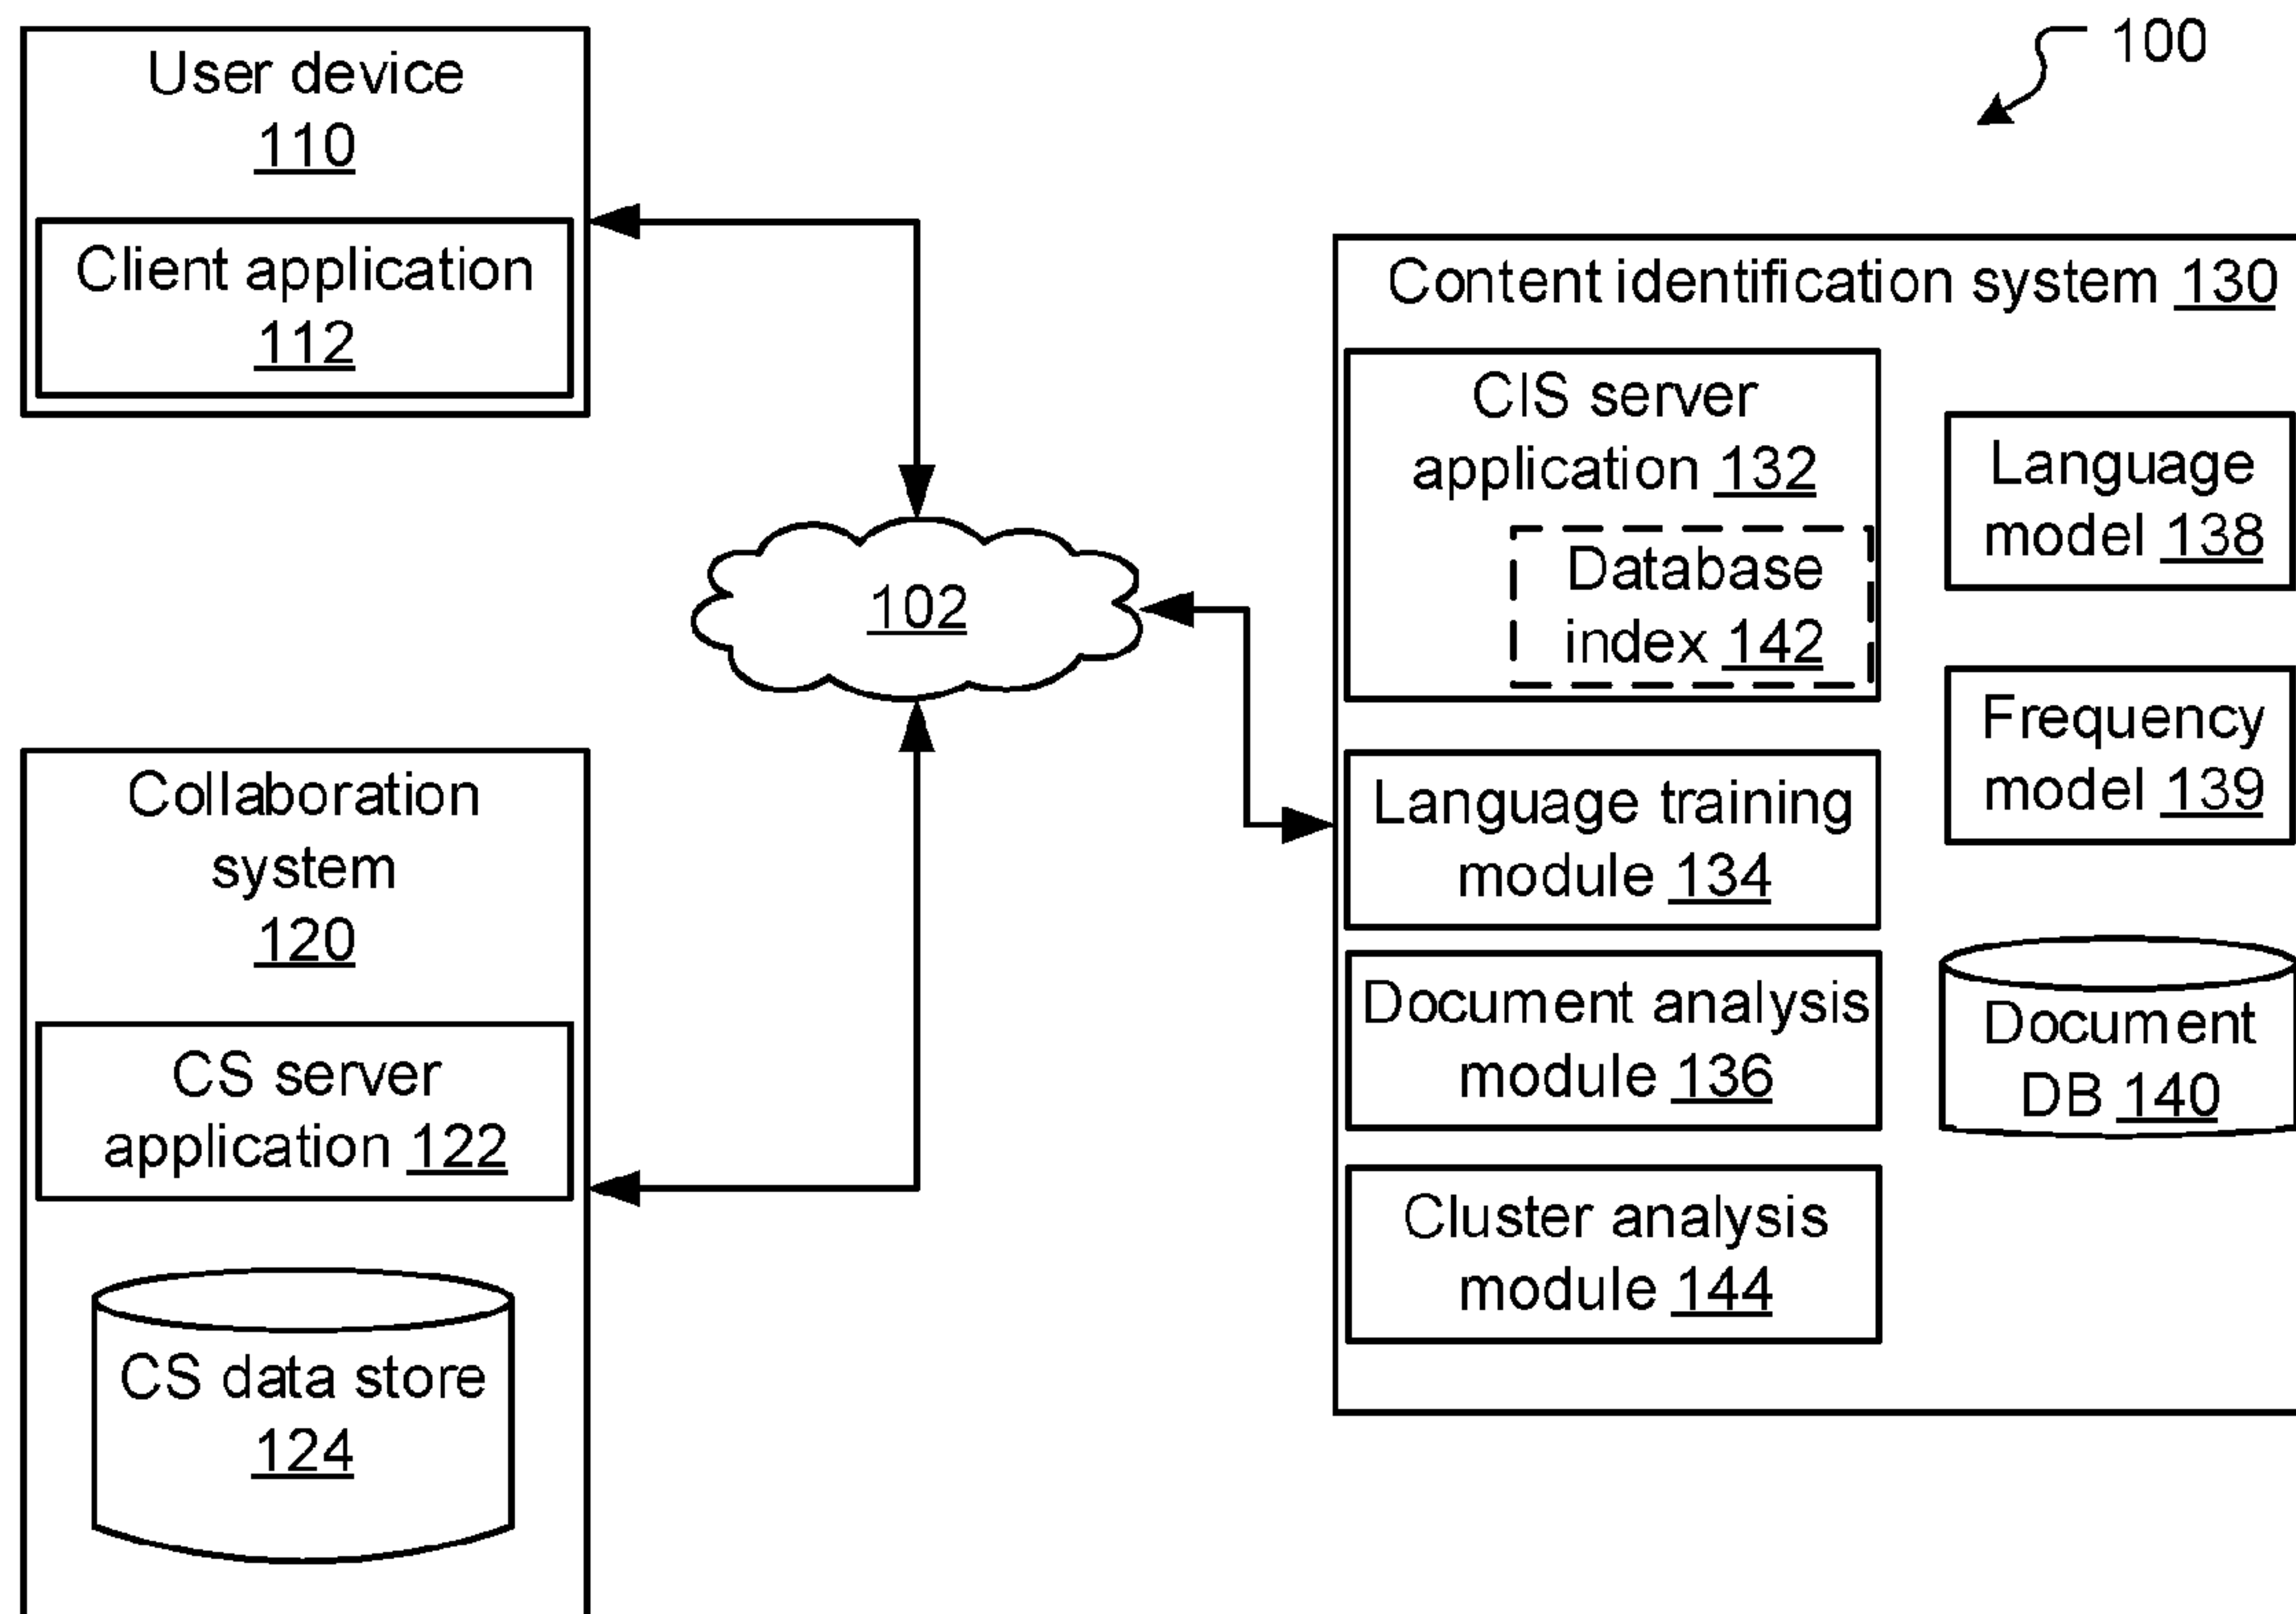 100
User device
110
Client application
112
102
Collaboration
system
120
CS server
application 122
CS data store
124
Content identification system 130
CIS server
application 132
Database
index 142
Language training
module 134
Document analysis
module 136
Cluster analysis
module 144
Language
model 138
Frequency
model 139
Document
DB 140